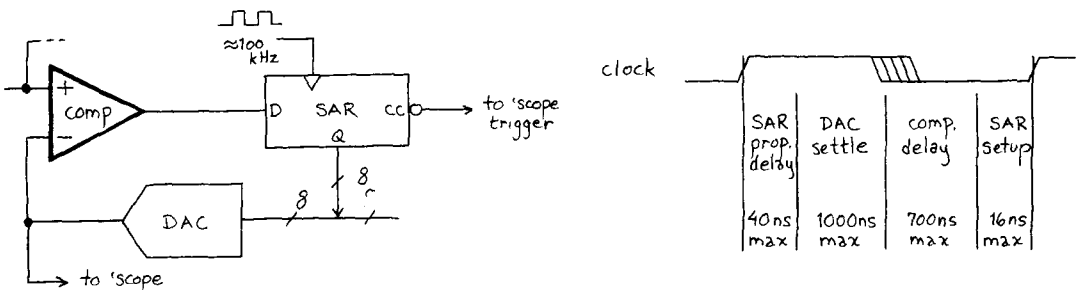 ≈100
kHz
+
comp
−
D
SAR
CC
Q
to 'scope
trigger
8
8
DAC
to 'scope
clock
SAR
prop.
delay
DAC
settle
comp.
delay
SAR
setup
40ns
max
1000ns
max
700ns
max
16ns
max